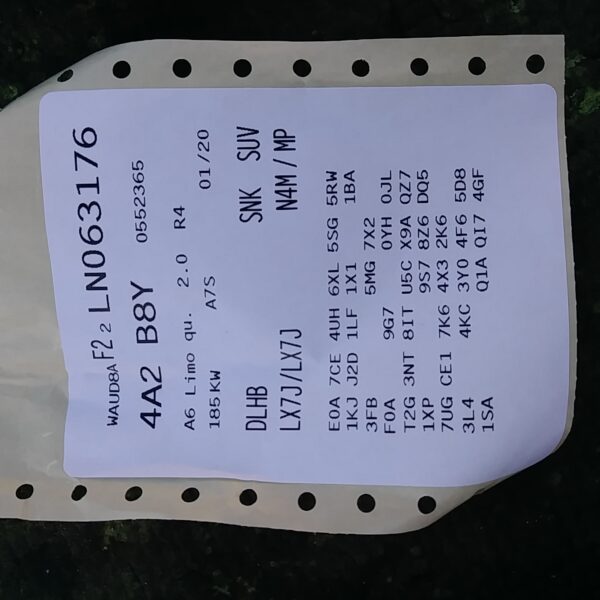 WAUD8A F2 2 LN063176
4A2 B8Y 0552365
A6 Limo qu. 2.0 R4
185KW A7S 01/20
DLHB SNK SUV
LX7J/LX7J N4M / MP
E0A 7CE 4UH 6XL 5SG 5RW
1KJ J2D 1LF 1X1 1BA
3FB 5MG 7X2
F0A 9G7 0YH 0JL
T2G 3NT 8IT U5C X9A QZ7
1XP 9S7 8Z6 DQ5
7UG CE1 7K6 4X3 2K6
3L4 4KC 3Y0 4F6 5D8
1SA Q1A QI7 4GF